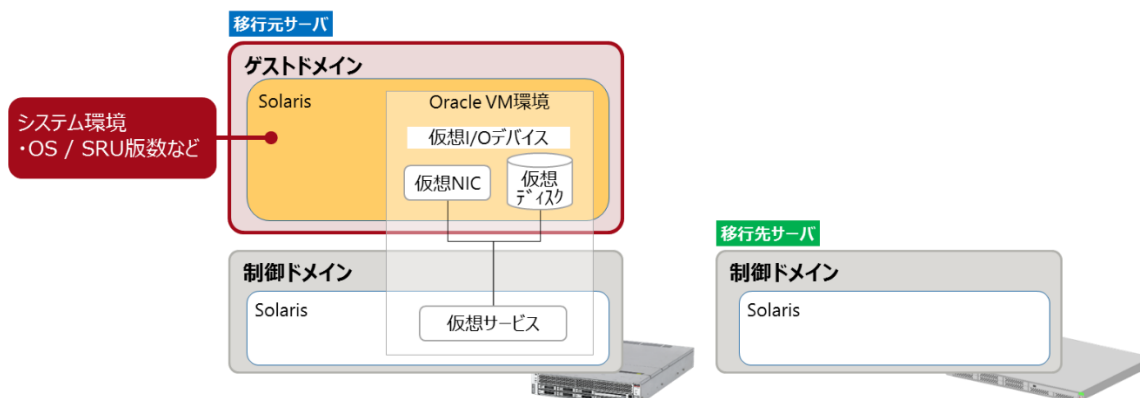 移行元サーバ
ゲストドメイン
Solaris
Oracle VM環境
仮想I/Oデバイス
仮想NIC
仮想
ディスク
システム環境
・OS / SRU版数など
制御ドメイン
Solaris
仮想サービス
移行先サーバ
制御ドメイン
Solaris